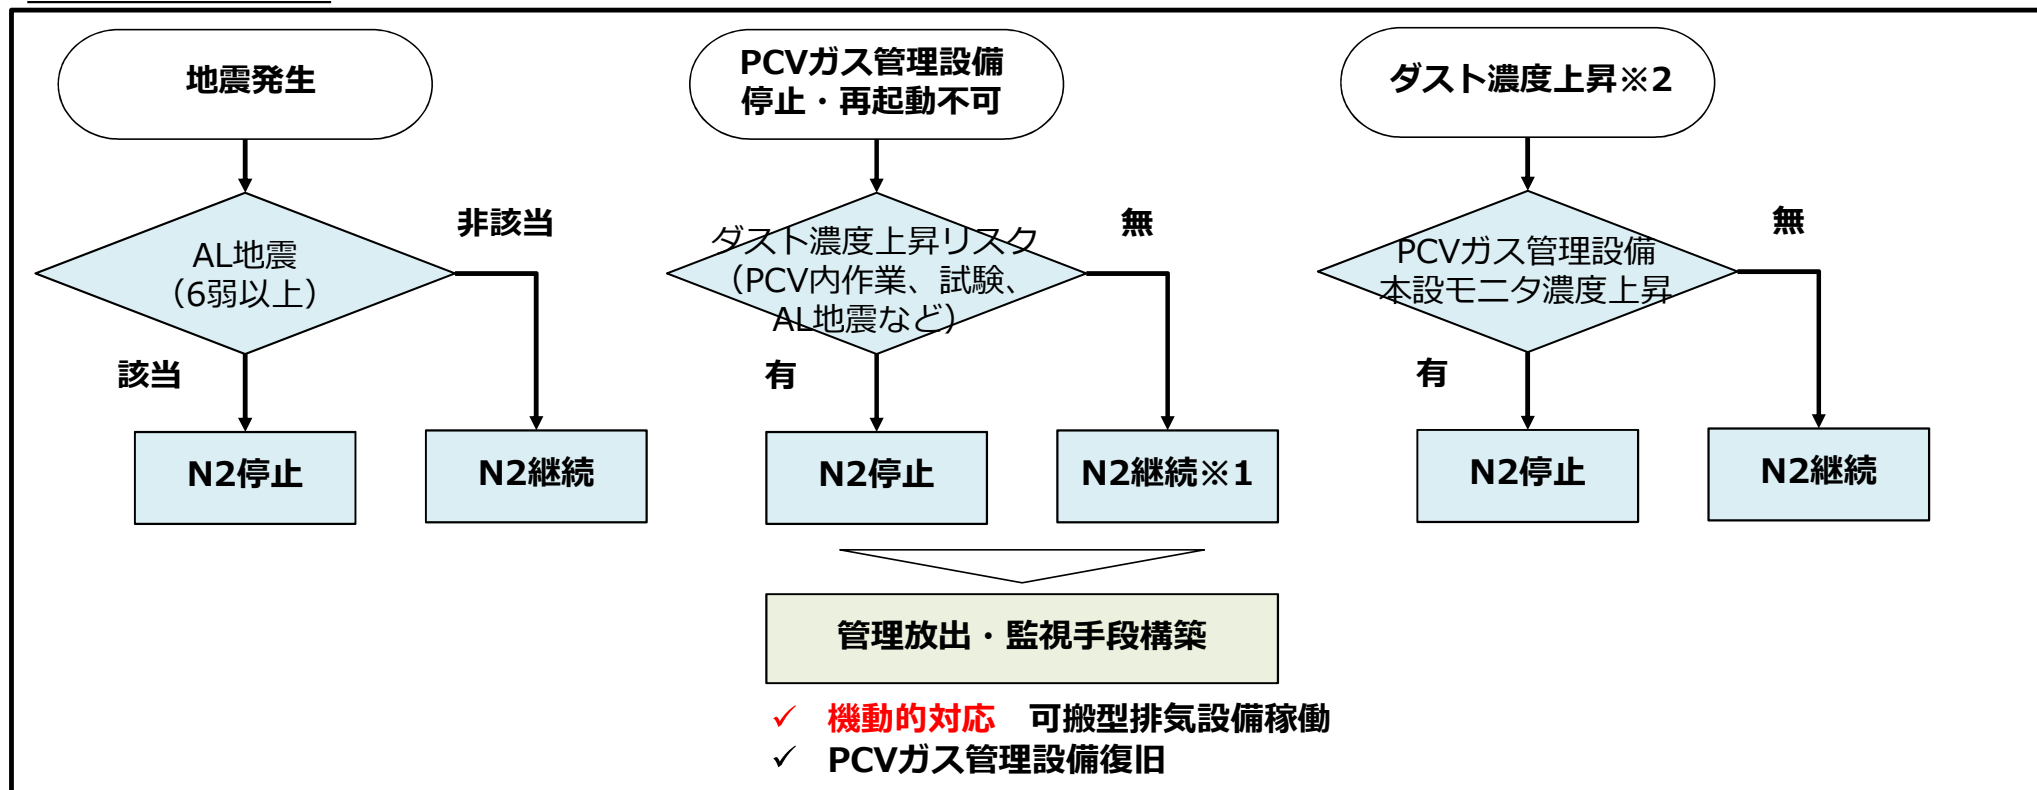 地震発生
AL地震
（6弱以上）
非該当
該当
N2停止
N2継続
PCVガス管理設備
停止・再起動不可
ダスト濃度上昇リスク
（PCV内作業、試験、
AL地震など）
無
有
N2停止
N2継続※1
管理放出・監視手段構築
✓ 機動的対応　可搬型排気設備稼働
✓ PCVガス管理設備復旧
ダスト濃度上昇※2
PCVガス管理設備
本設モニタ濃度上昇
無
有
N2停止
N2継続